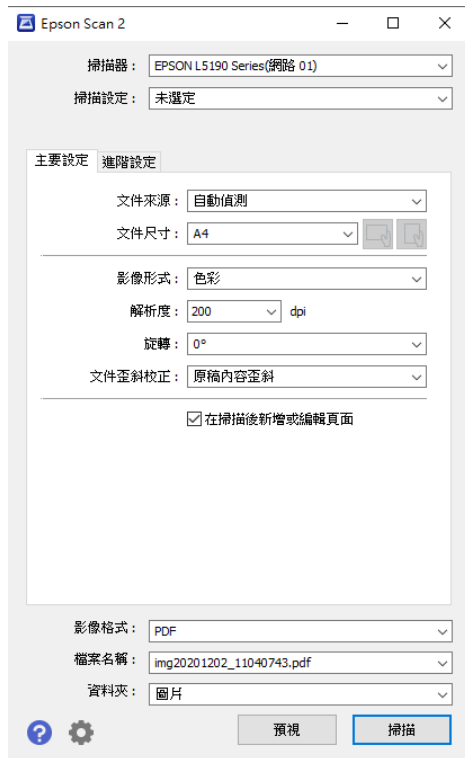 Epson Scan 2
掃描器： EPSON L5190 Series(網路 01)
掃描設定： 未選定
主要設定 進階設定
文件來源： 自動偵測
文件尺寸： A4
影像形式： 色彩
解析度： 200 dpi
旋轉： 0°
文件歪斜校正： 原稿內容歪斜
在掃描後新增或編輯頁面
影像格式： PDF
檔案名稱： img20201202_11040743.pdf
資料夾： 圖片
? 預視 掃描